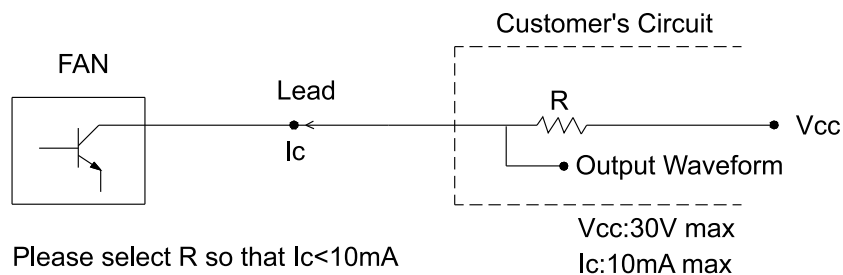 Customer's Circuit
FAN
Lead
R
Vcc
Ic
Output Waveform
Vcc:30V max
Please select R so that Ic<10mA
Ic:10mA max